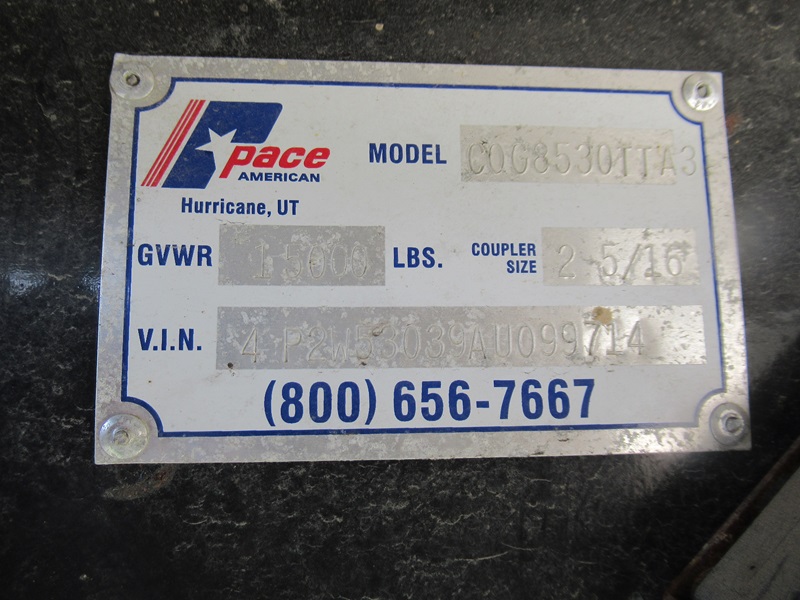 pace
AMERICAN
Hurricane, UT
MODEL CQG8530TTA3
GVWR 15000 LBS.
COUPLER SIZE 2 5/16
V.I.N. 4P2W53039AU099714
(800) 656-7667